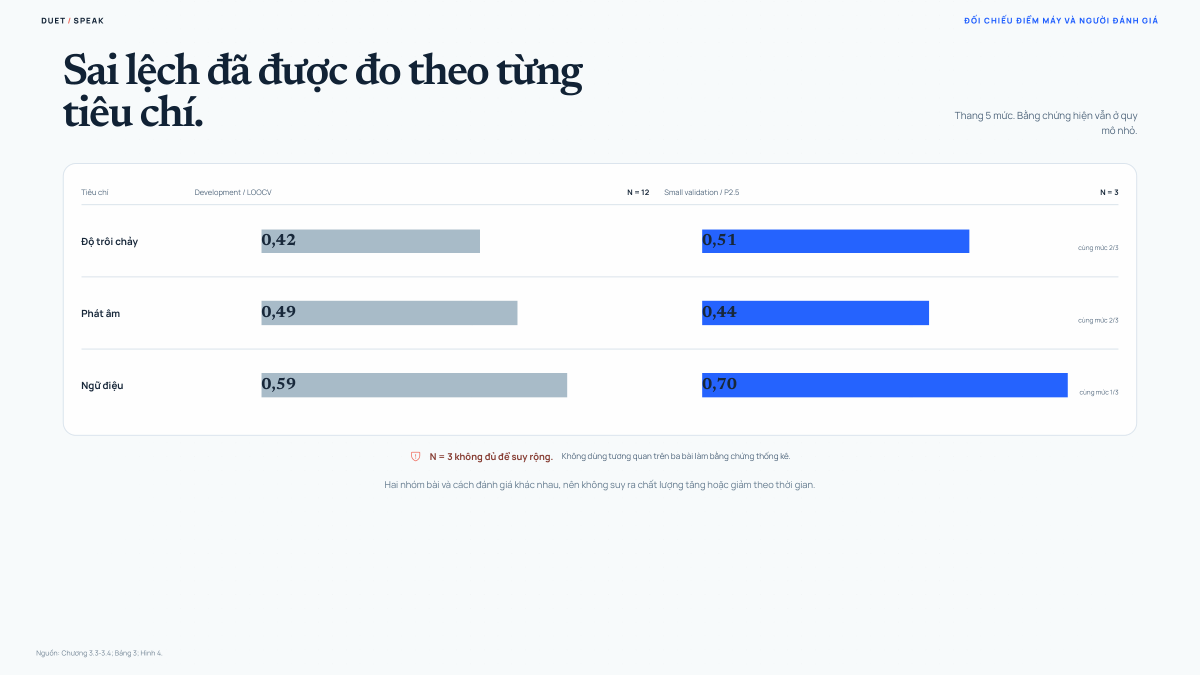 DUET / SPEAK
ĐỐI CHIẾU ĐIỂM MÁY VÀ NGƯỜI ĐÁNH GIÁ
Sai lệch đã được đo theo từng
tiêu chí.
Thang 5 mức. Bằng chứng hiện vẫn ở quy
mô nhỏ.
Tiêu chí Development / LOOCV N = 12 Small validation / P2.5 N = 3
Độ trôi chảy 0,42 0,51 cùng mức 2/3
Phát âm 0,49 0,44 cùng mức 2/3
Ngữ điệu 0,59 0,70 cùng mức 1/3
N = 3 không đủ để suy rộng. Không dùng tương quan trên ba bài làm bằng chứng thống kê.
Hai nhóm bài và cách đánh giá khác nhau, nên không suy ra chất lượng tăng hoặc giảm theo thời gian.
Nguồn: Chương 3.3-3.4; Bảng 3; Hình 4.